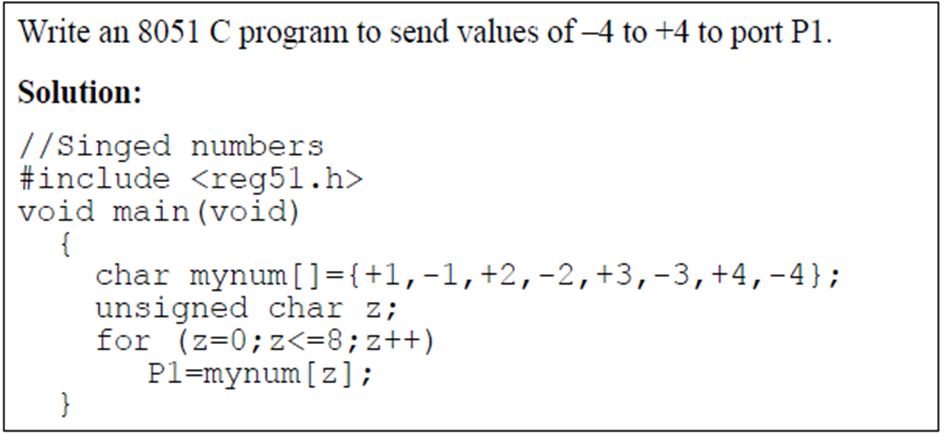 Write an 8051 C program to send values of –4 to +4 to port P1.
Solution:
//Singed numbers
#include <reg51.h>
void main(void)
{
char mynum[]={+1,-1,+2,-2,+3,-3,+4,-4};
unsigned char z;
for (z=0;z<=8;z++)
P1=mynum[z];
}